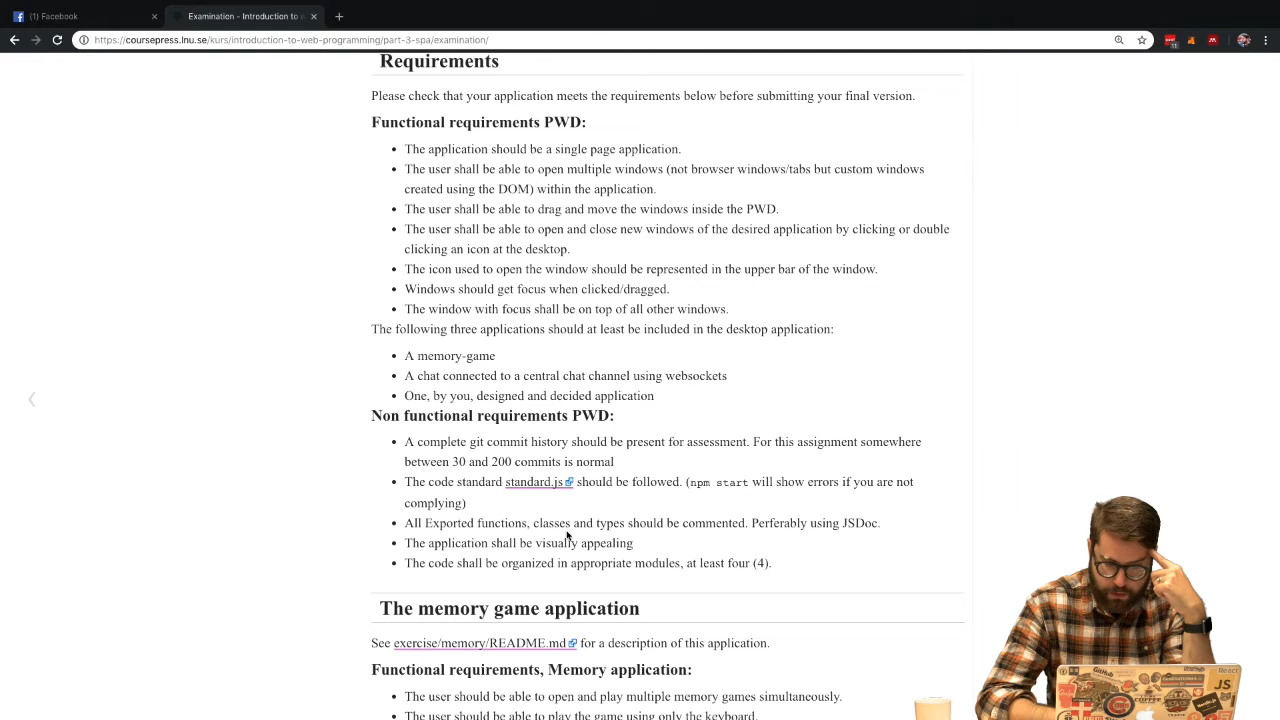 (1) Facebook
Examination - Introduction to w
https://coursepress.lnu.se/kurs/introduction-to-web-programming/part-3-spa/examination/
Requirements
Please check that your application meets the requirements below before submitting your final version.
Functional requirements PWD:
The application should be a single page application.
The user shall be able to open multiple windows (not browser windows/tabs but custom windows
created using the DOM) within the application.
The user shall be able to drag and move the windows inside the PWD.
The user shall be able to open and close new windows of the desired application by clicking or double
clicking an icon at the desktop.
The icon used to open the window should be represented in the upper bar of the window.
Windows should get focus when clicked/dragged.
The window with focus shall be on top of all other windows.
The following three applications should at least be included in the desktop application:
A memory-game
A chat connected to a central chat channel using websockets
One, by you, designed and decided application
Non functional requirements PWD:
A complete git commit history should be present for assessment. For this assignment somewhere
between 30 and 200 commits is normal
The code standard standard.js should be followed. (npm start will show errors if you are not
complying)
All Exported functions, classes and types should be commented. Perferably using JSDoc.
The application shall be visually appealing
The code shall be organized in appropriate modules, at least four (4).
The memory game application
See exercise/memory/README.md for a description of this application.
Functional requirements, Memory application:
The user should be able to open and play multiple memory games simultaneously.
The user should be able to play the game using only the keyboard.
GitHub
React
JS